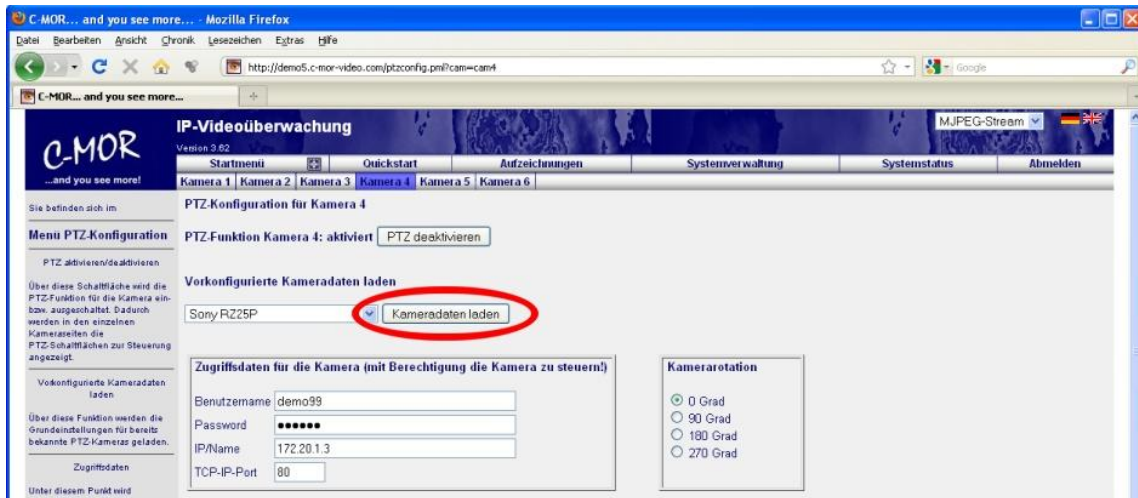 C-MOR... and you see more... - Mozilla Firefox
Datei Bearbeiten Ansicht Chronik Lesezeichen Extras Hilfe
http://demo5.c-mor-video.com/ptzconfig.pml?cam=cam4
Google
C-MOR... and you see more...
C-MOR
...and you see more!
IP-Videoüberwachung
Version 3.62
MJPEG-Stream
Startmenü Quickstart Aufzeichnungen Systemverwaltung Systemstatus Abmelden
Kamera 1 Kamera 2 Kamera 3 Kamera 4 Kamera 5 Kamera 6
Sie befinden sich im
Menü PTZ-Konfiguration
PTZ aktivieren/deaktivieren
Über diese Schaltfläche wird die
PTZ-Funktion für die Kamera ein-
bzw. ausgeschaltet. Dadurch
werden in den einzelnen
Kameraseiten die
PTZ-Schaltflächen zur Steuerung
angezeigt.
Vorkonfigurierte Kameradaten
laden
Über diese Funktion werden die
Grundeinstellungen für bereits
bekannte PTZ-Kameras geladen.
Zugriffsdaten
Unter diesem Punkt wird
PTZ-Konfiguration für Kamera 4
PTZ-Funktion Kamera 4: aktiviert PTZ deaktivieren
Vorkonfigurierte Kameradaten laden
Sony RZ25P Kameradaten laden
Zugriffsdaten für die Kamera (mit Berechtigung die Kamera zu steuern!)
Benutzername demo99
Password ●●●●●●
IP/Name 172.20.1.3
TCP-IP-Port 80
Kamerarotation
0 Grad
90 Grad
180 Grad
270 Grad